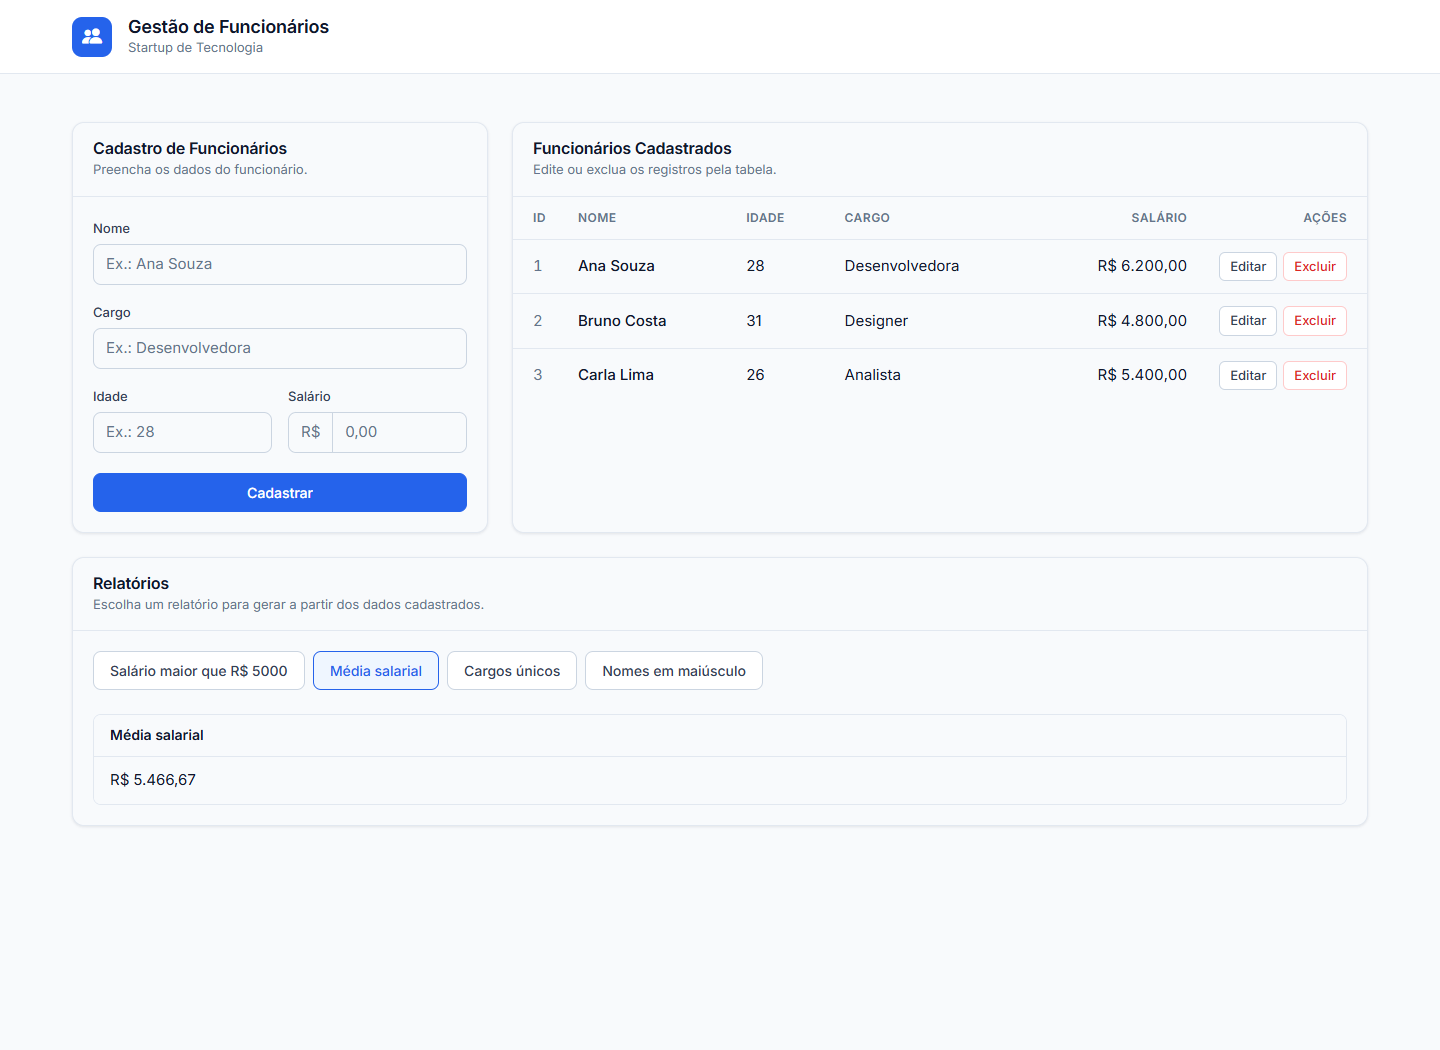 Gestão de Funcionários
Startup de Tecnologia
Cadastro de Funcionários
Preencha os dados do funcionário.
Nome
Ex.: Ana Souza
Cargo
Ex.: Desenvolvedora
Idade Salário
Ex.: 28 R$ 0,00
Cadastrar
Funcionários Cadastrados
Edite ou exclua os registros pela tabela.
ID NOME IDADE CARGO SALÁRIO AÇÕES
1 Ana Souza 28 Desenvolvedora R$ 6.200,00 Editar Excluir
2 Bruno Costa 31 Designer R$ 4.800,00 Editar Excluir
3 Carla Lima 26 Analista R$ 5.400,00 Editar Excluir
Relatórios
Escolha um relatório para gerar a partir dos dados cadastrados.
Salário maior que R$ 5000 Média salarial Cargos únicos Nomes em maiúsculo
Média salarial
R$ 5.466,67